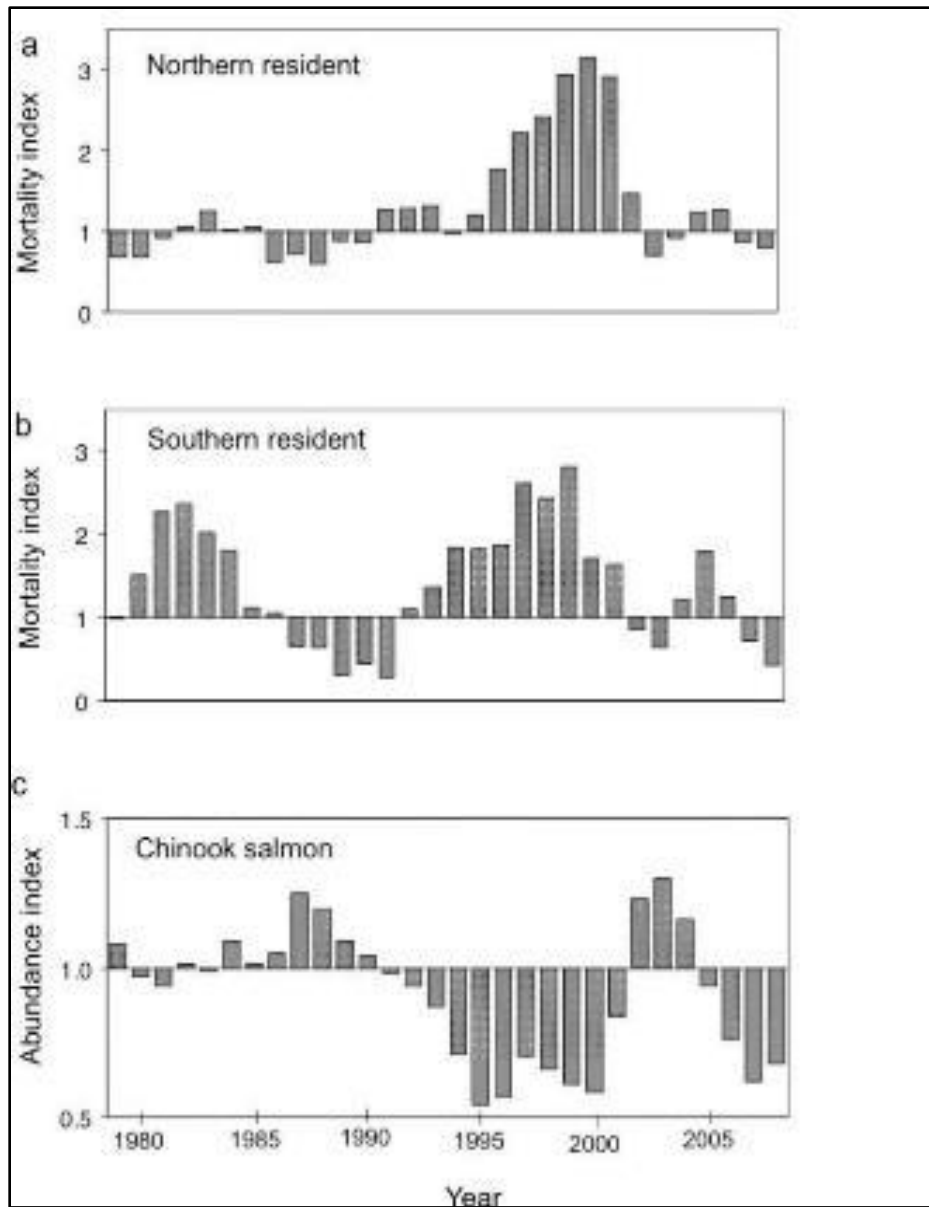 a
Northern resident
Mortality index
3
2
1
0
b
Southern resident
Mortality index
3
2
1
0
c
Chinook salmon
Abundance index
1.5
1.0
0.5
1980 1985 1990 1995 2000 2005
Year